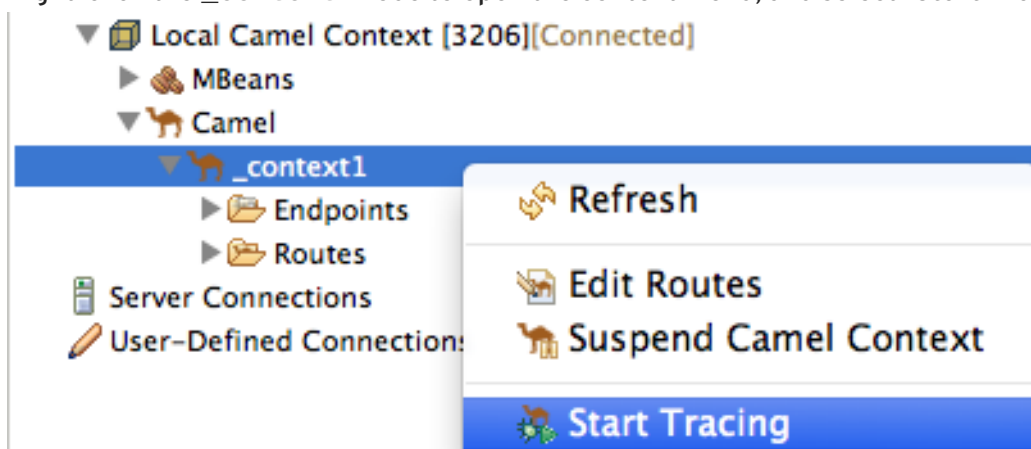 Local Camel Context [3206][Connected]
MBeans
Camel
_context1
Endpoints
Routes
Server Connections
User-Defined
Refresh
Edit Routes
Suspend Camel Context
Start Tracing